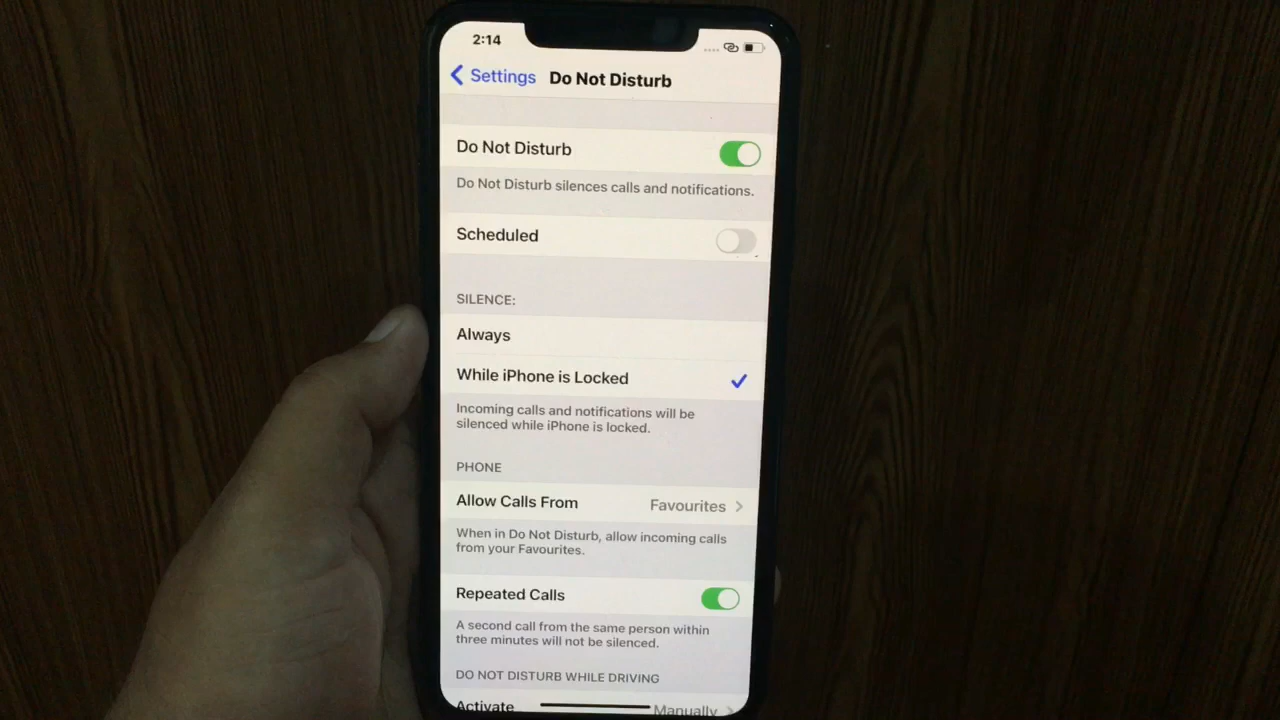 2:14
Settings Do Not Disturb
Do Not Disturb
Do Not Disturb silences calls and notifications.
Scheduled
SILENCE:
Always
While iPhone is Locked
Incoming calls and notifications will be
silenced while iPhone is locked.
PHONE
Allow Calls From Favourites
When in Do Not Disturb, allow incoming calls
from your Favourites.
Repeated Calls
A second call from the same person within
three minutes will not be silenced.
DO NOT DISTURB WHILE DRIVING
Activate Manually